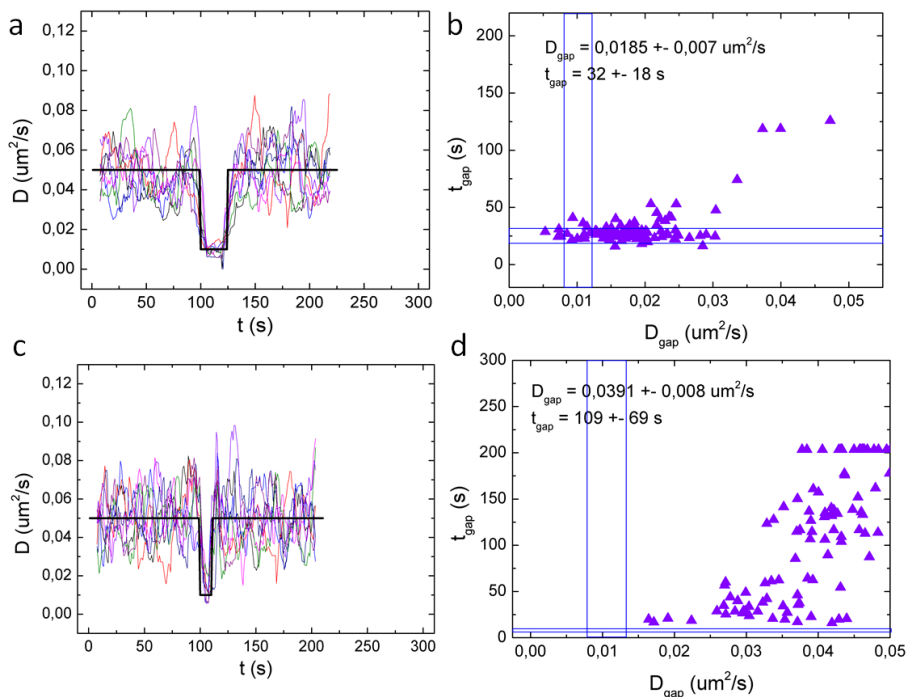 a
0,12
0,10
0,08
0,06
0,04
0,02
0,00
D (um²/s)
0 50 100 150 200 250 300
t (s)
b
200
150
100
50
0
t_gap (s)
D_gap = 0,0185 +- 0,007 um²/s
t_gap = 32 +- 18 s
0,00 0,01 0,02 0,03 0,04 0,05
D_gap (um²/s)
c
0,12
0,10
0,08
0,06
0,04
0,02
0,00
D (um²/s)
0 50 100 150 200 250 300
t (s)
d
300
250
200
150
100
50
0
t_gap (s)
D_gap = 0,0391 +- 0,008 um²/s
t_gap = 109 +- 69 s
0,00 0,01 0,02 0,03 0,04 0,05
D_gap (um²/s)